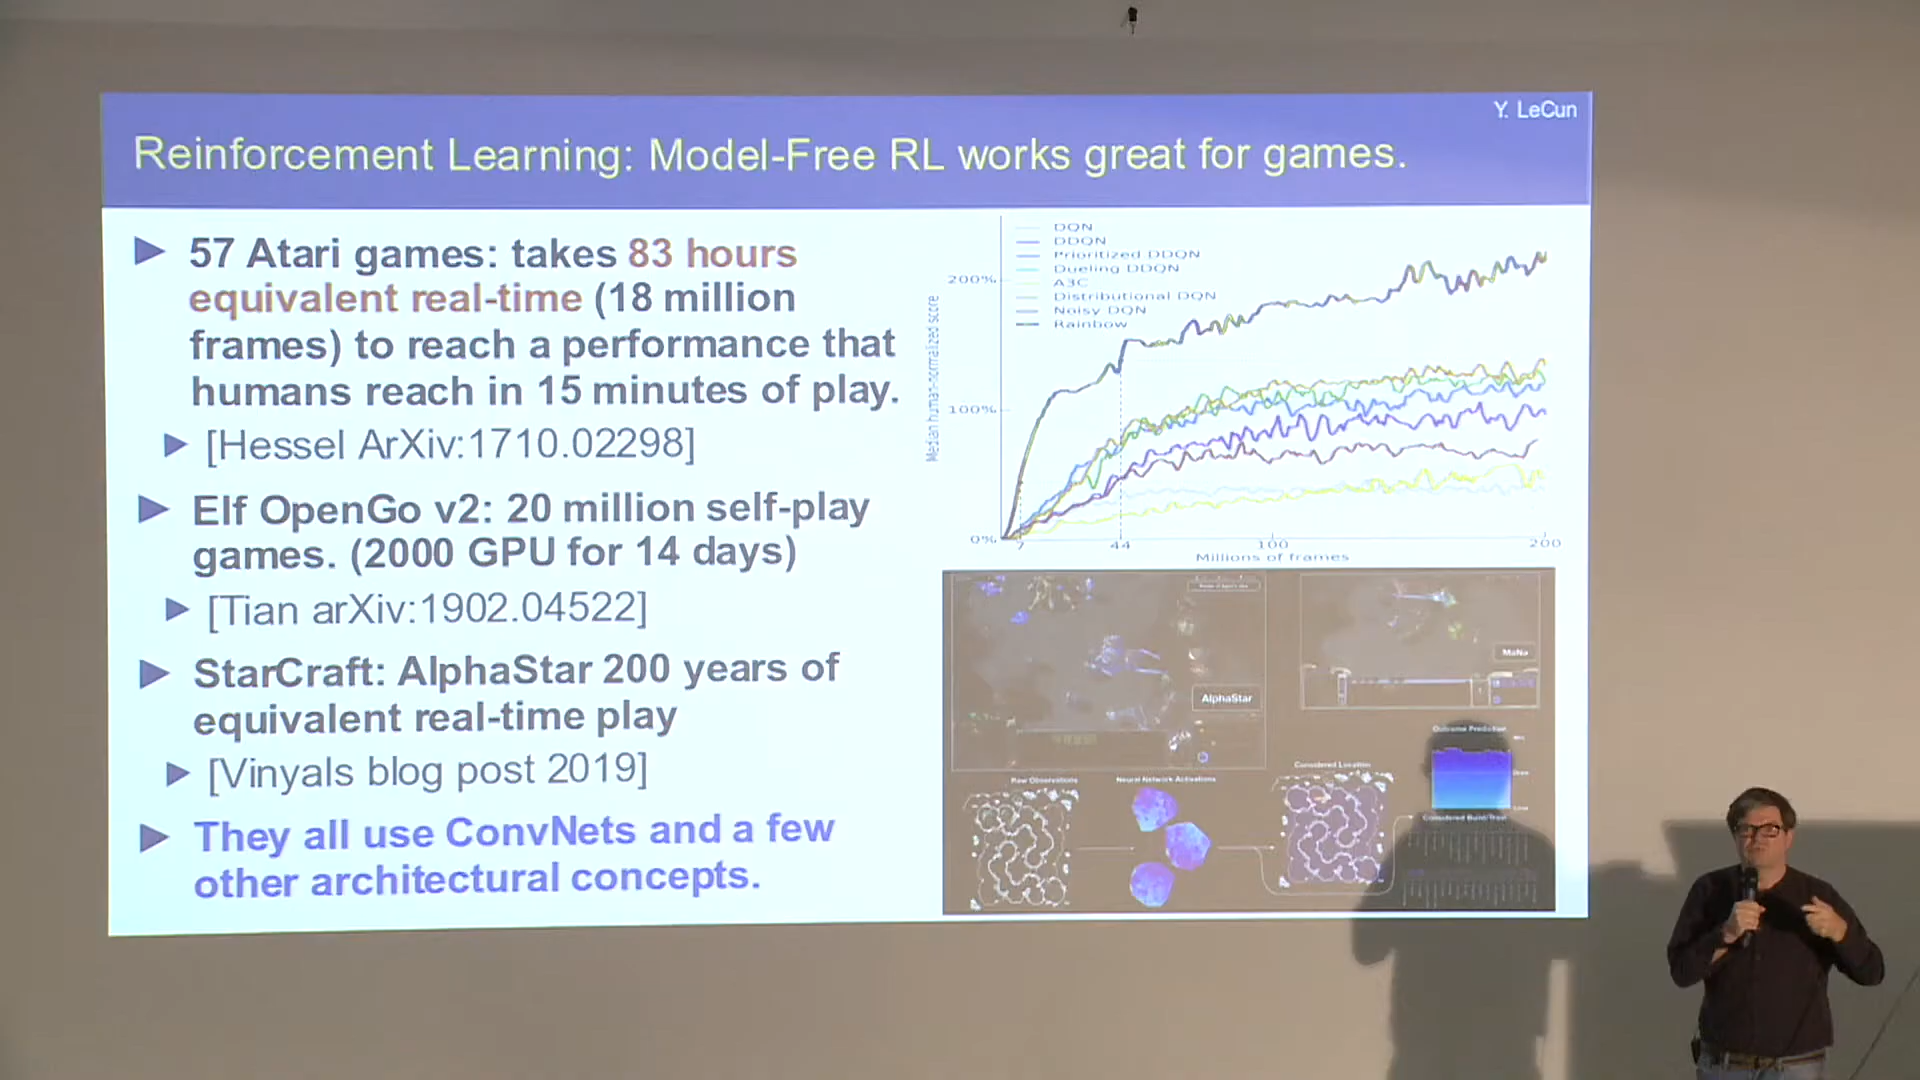 Y. LeCun
Reinforcement Learning: Model-Free RL works great for games.
57 Atari games: takes 83 hours
equivalent real-time (18 million
frames) to reach a performance that
humans reach in 15 minutes of play.
[Hessel ArXiv:1710.02298]
Elf OpenGo v2: 20 million self-play
games. (2000 GPU for 14 days)
[Tian arXiv:1902.04522]
StarCraft: AlphaStar 200 years of
equivalent real-time play
[Vinyals blog post 2019]
They all use ConvNets and a few
other architectural concepts.
DQN
DDQN
Prioritized DDQN
Dueling DDQN
A3C
Distributional DQN
Noisy DQN
Rainbow
Median human-normalized score
200%
100%
0%
7
44
100
200
Millions of frames
AlphaStar
MaNa
Raw Observations
Neural Network Activations
Considered Location
Outcome Prediction
Considered Build/Train